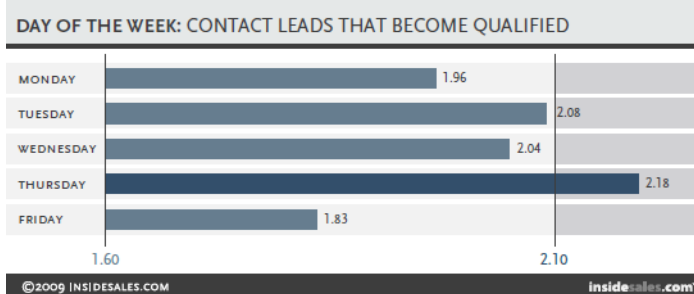 DAY OF THE WEEK: CONTACT LEADS THAT BECOME QUALIFIED
MONDAY 1.96
TUESDAY 2.08
WEDNESDAY 2.04
THURSDAY 2.18
FRIDAY 1.83
1.60 2.10
©2009 INSIDESALES.COM insidesales.com